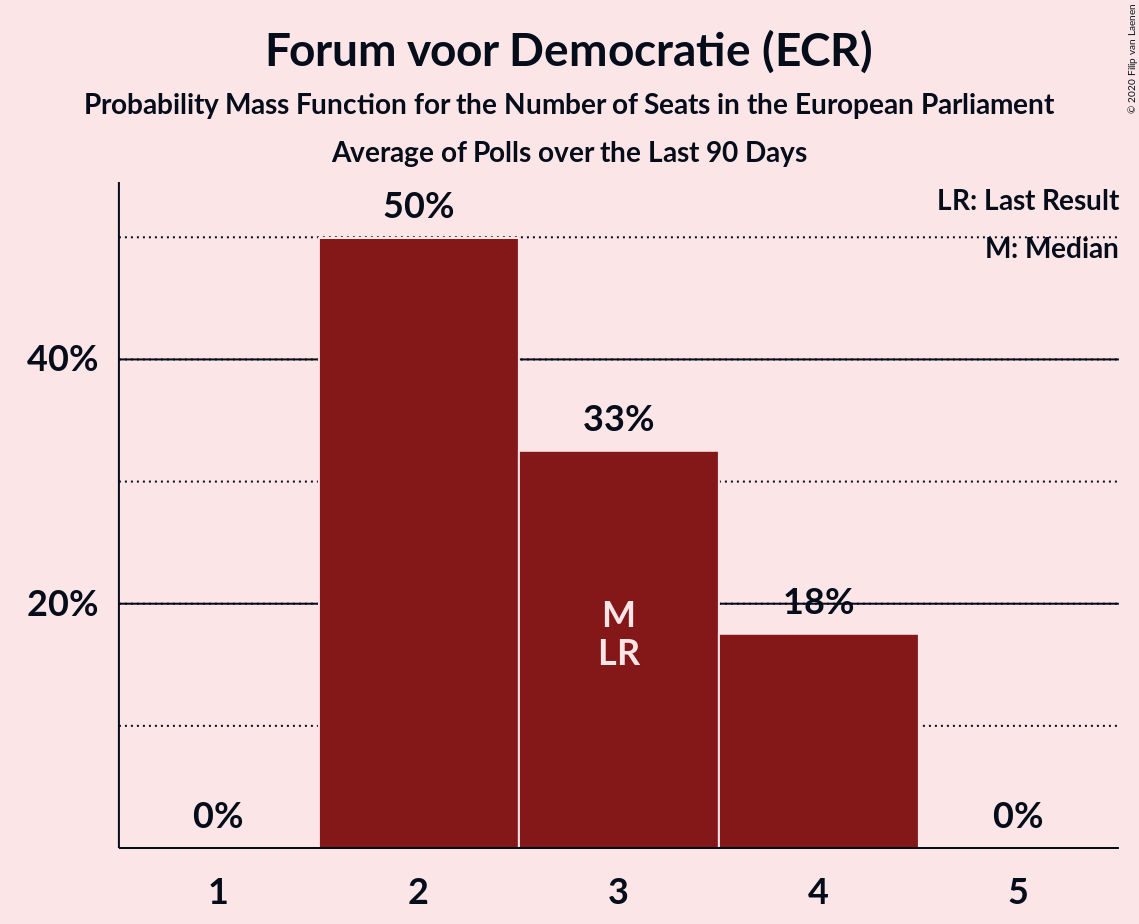 Forum voor Democratie (ECR)
Probability Mass Function for the Number of Seats in the European Parliament
Average of Polls over the Last 90 Days
© 2020 Filip van Laenen
LR: Last Result
M: Median
50%
40%
33%
20%
18%
M
LR
0%
0%
1 2 3 4 5